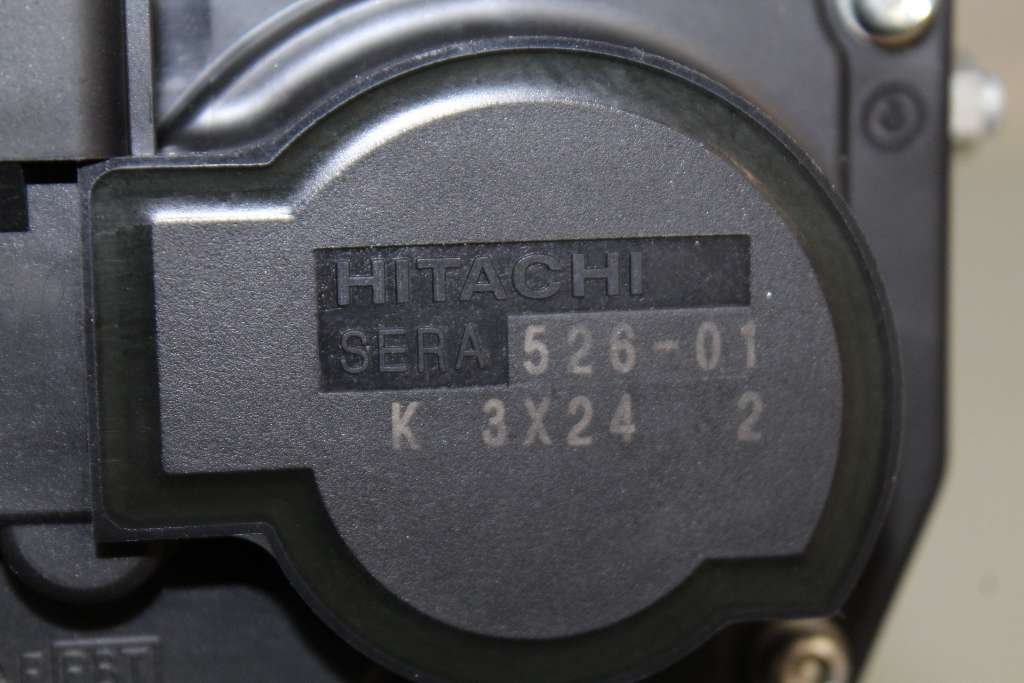 HITACHI
SERA 526-01
K 3X24 2